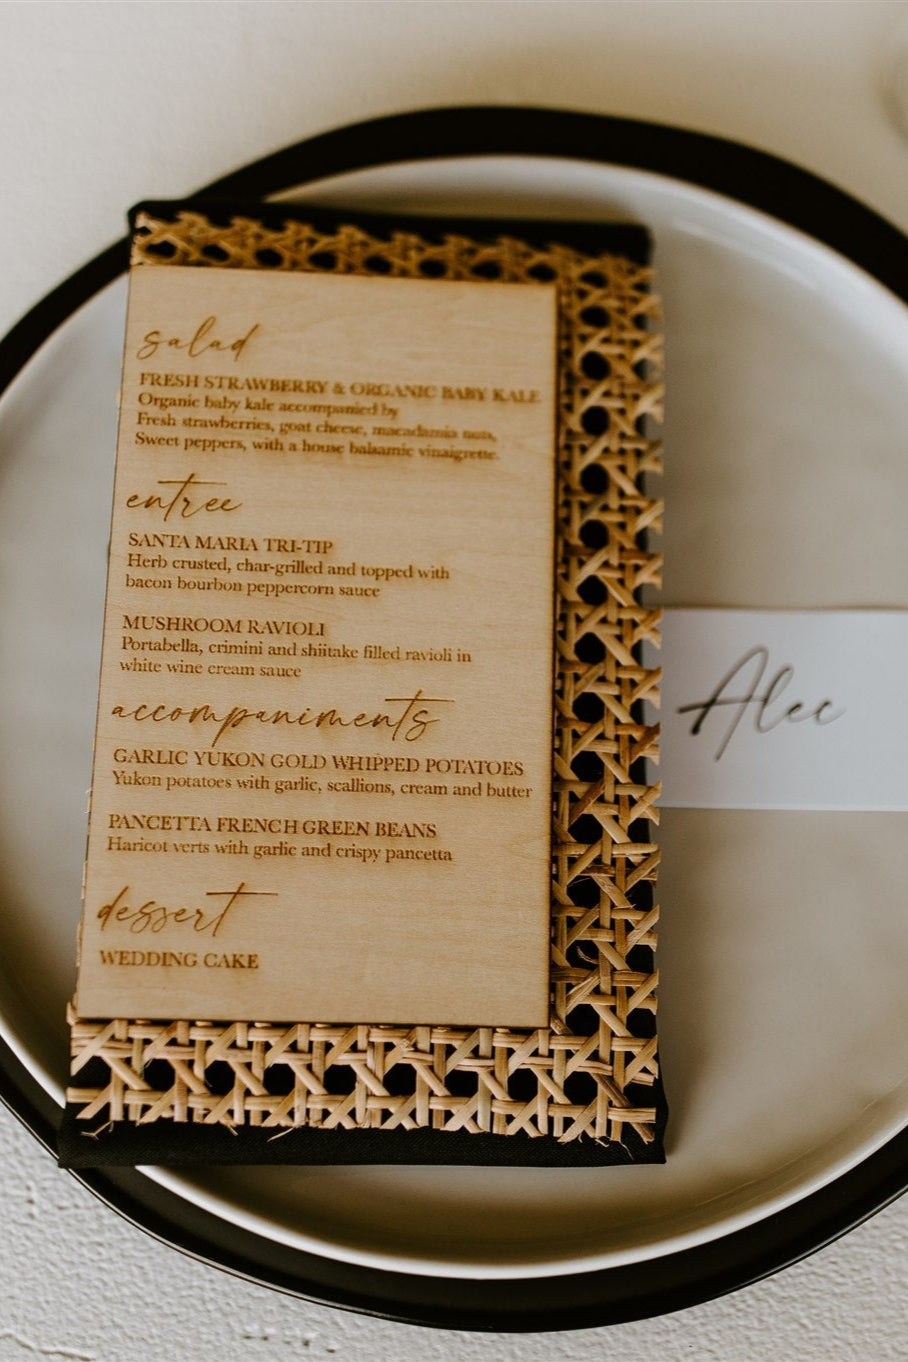 salad
FRESH STRAWBERRY & ORGANIC BABY KALE
Organic baby kale accompanied by
Fresh strawberries, goat cheese, macadamia nuts,
Sweet peppers, with a house balsamic vinaigrette.
entree
SANTA MARIA TRI-TIP
Herb crusted, char-grilled and topped with
bacon bourbon peppercorn sauce
MUSHROOM RAVIOLI
Portabella, crimini and shiitake filled ravioli in
white wine cream sauce
accompaniments
GARLIC YUKON GOLD WHIPPED POTATOES
Yukon potatoes with garlic, scallions, cream and butter
PANCETTA FRENCH GREEN BEANS
Haricot verts with garlic and crispy pancetta
dessert
WEDDING CAKE
Alec